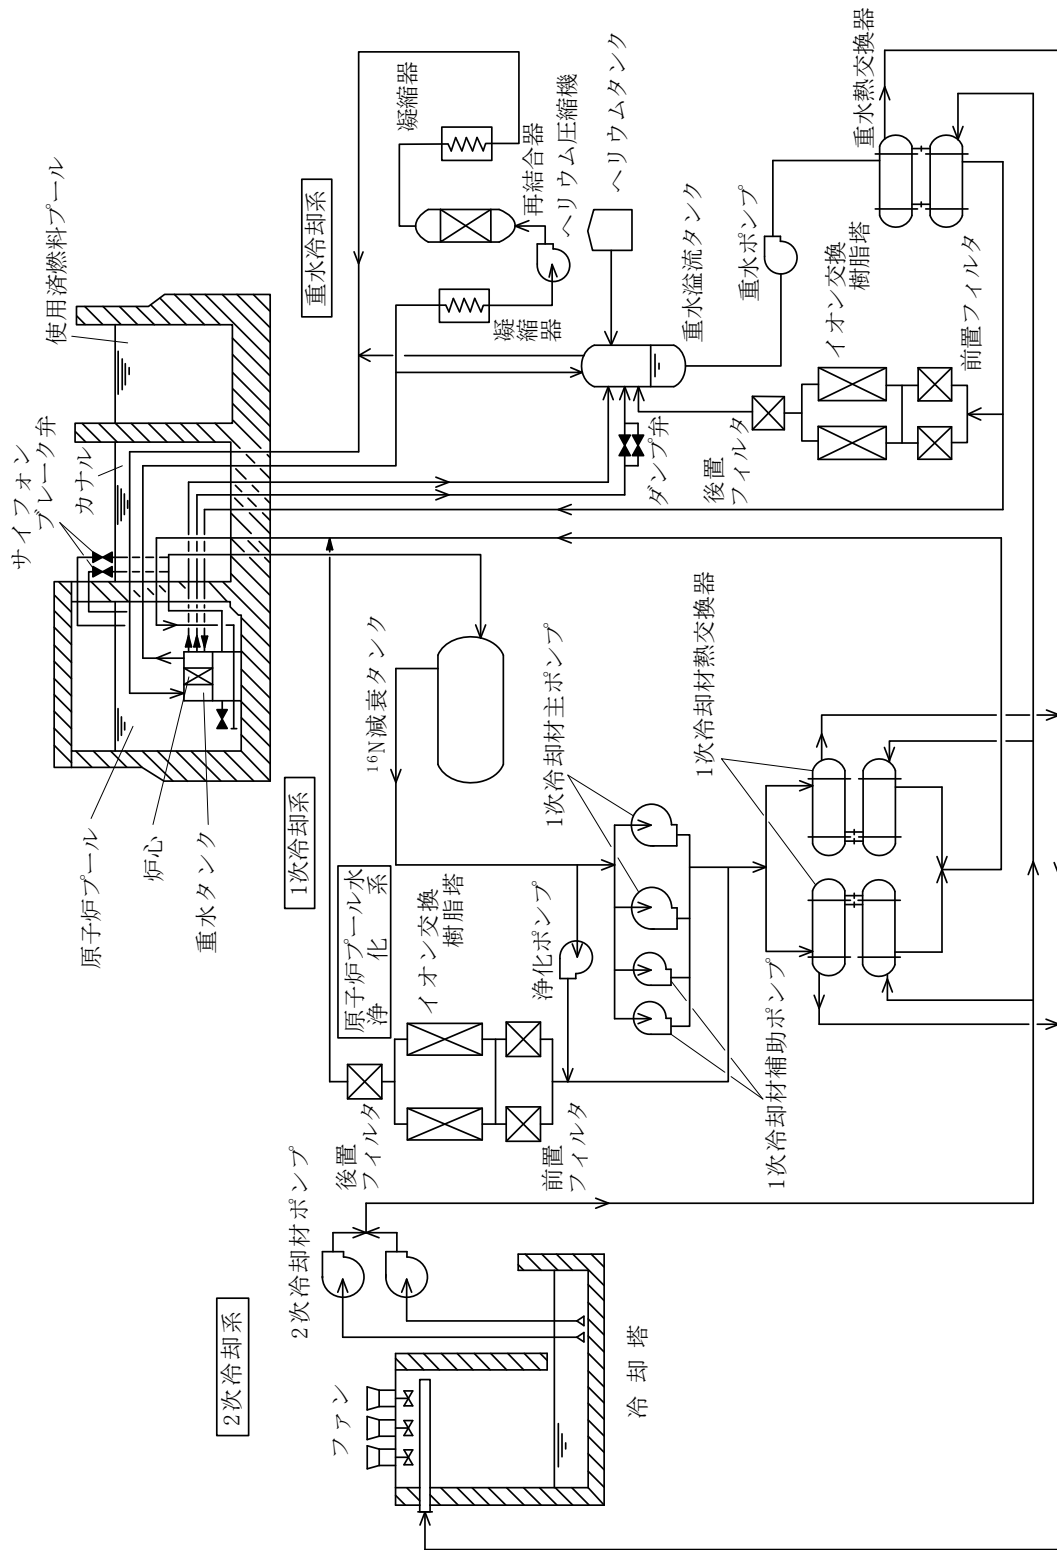 重水冷却系
凝縮器
再結合器
ヘリウム圧縮機
ヘリウムタンク
凝縮器
重水溢流タンク
重水ポンプ
重水熱交換器
イオン交換
樹脂塔
前置フィルタ
後置
フィルタ
ダンプ弁
使用済燃料プール
カナル
サイフォン
ブレーク弁
原子炉プール
炉心
重水タンク
1次冷却系
¹⁶N減衰タンク
1次冷却材主ポンプ
1次冷却材熱交換器
1次冷却材補助ポンプ
浄化ポンプ
原子炉プール水
浄化系
イオン交換
樹脂塔
後置
フィルタ
前置
フィルタ
2次冷却系
2次冷却材ポンプ
ファン
冷却塔